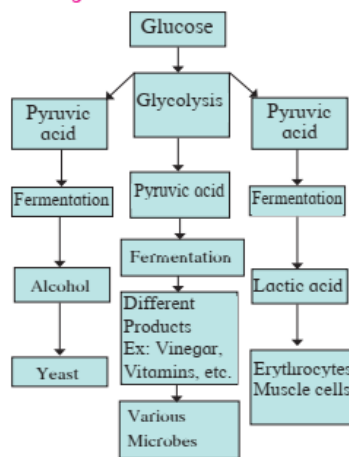 Glucose
Glycolysis
Pyruvic
acid
Fermentation
Alcohol
Yeast
Pyruvic acid
Fermentation
Different
Products
Ex: Vinegar,
Vitamins, etc.
Various
Microbes
Pyruvic
acid
Fermentation
Lactic acid
Erythrocytes
Muscle cells